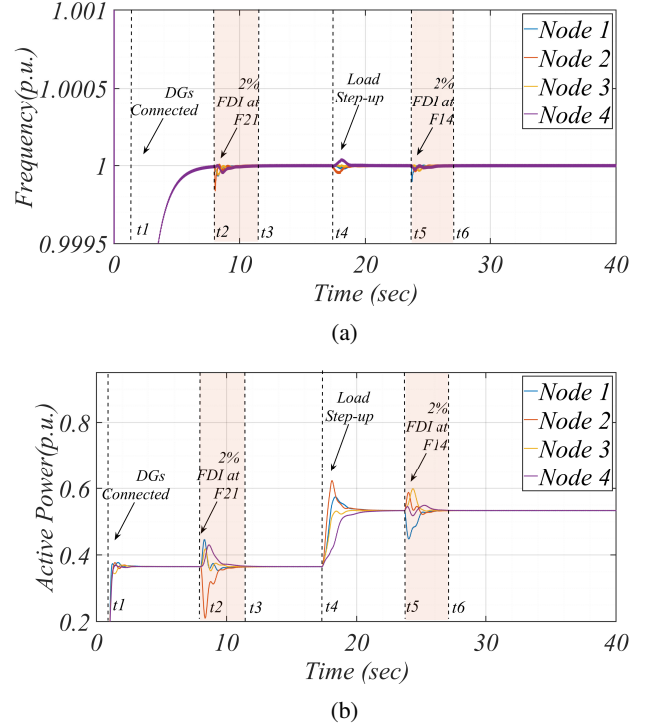 1.001
1.0005
1
0.9995
Frequency(p.u.)
DGs
Connected
2%
FDI at
F21
Load
Step-up
2%
FDI at
F14
Node 1
Node 2
Node 3
Node 4
t1
t2
t3
t4
t5
t6
0
10
20
30
40
Time (sec)
(a)
0.8
0.6
0.4
0.2
Active Power(p.u.)
DGs
Connected
2%
FDI at
F21
Load
Step-up
2%
FDI at
F14
Node 1
Node 2
Node 3
Node 4
t1
t2
t3
t4
t5
t6
0
10
20
30
40
Time (sec)
(b)